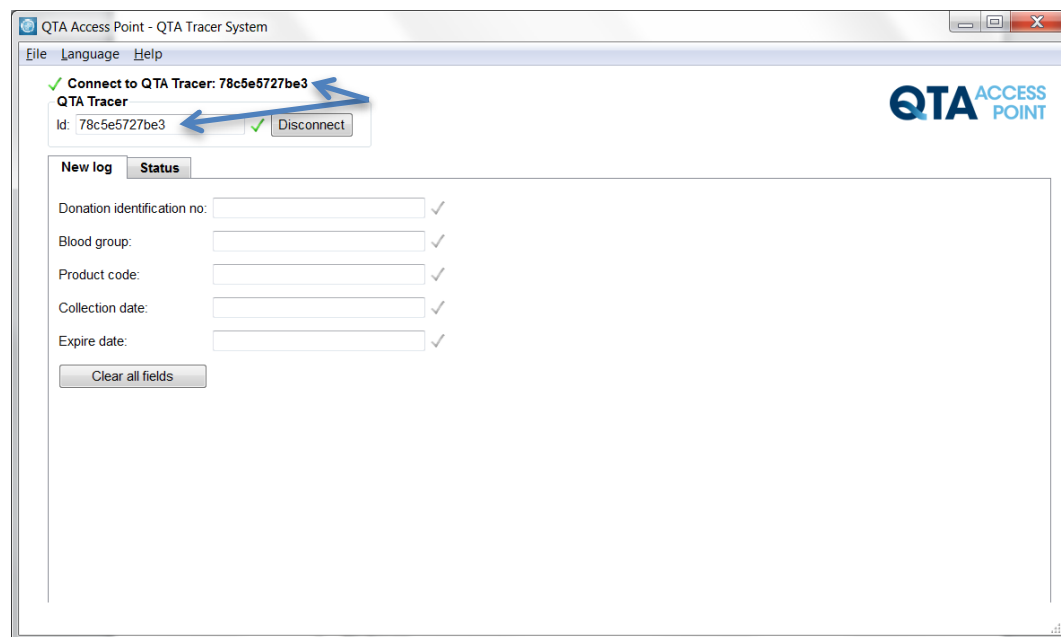 QTA Access Point - QTA Tracer System
File Language Help
Connect to QTA Tracer: 78c5e5727be3
QTA Tracer
Id: 78c5e5727be3 Disconnect
QTA ACCESS POINT
New log Status
Donation identification no:
Blood group:
Product code:
Collection date:
Expire date:
Clear all fields